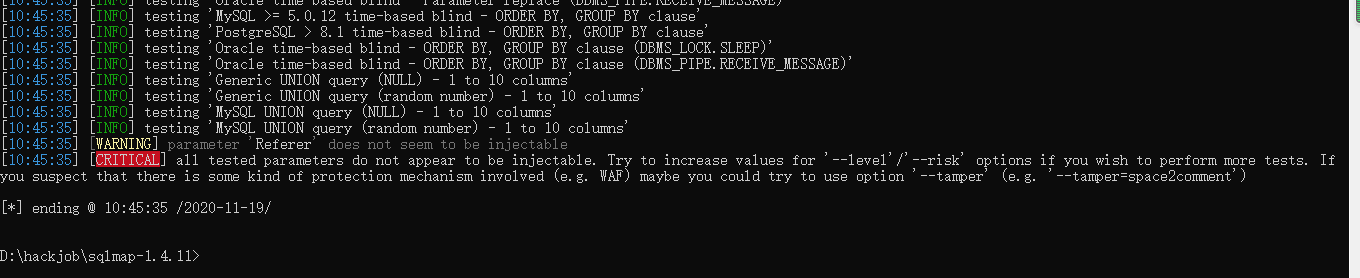 [10:45:35] [INFO] testing 'Oracle time-based blind - Parameter replace (DBMS_PIPE.RECEIVE_MESSAGE)'
[10:45:35] [INFO] testing 'MySQL >= 5.0.12 time-based blind - ORDER BY, GROUP BY clause'
[10:45:35] [INFO] testing 'PostgreSQL > 8.1 time-based blind - ORDER BY, GROUP BY clause'
[10:45:35] [INFO] testing 'Oracle time-based blind - ORDER BY, GROUP BY clause (DBMS_LOCK.SLEEP)'
[10:45:35] [INFO] testing 'Oracle time-based blind - ORDER BY, GROUP BY clause (DBMS_PIPE.RECEIVE_MESSAGE)'
[10:45:35] [INFO] testing 'Generic UNION query (NULL) - 1 to 10 columns'
[10:45:35] [INFO] testing 'Generic UNION query (random number) - 1 to 10 columns'
[10:45:35] [INFO] testing 'MySQL UNION query (NULL) - 1 to 10 columns'
[10:45:35] [INFO] testing 'MySQL UNION query (random number) - 1 to 10 columns'
[10:45:35] [WARNING] parameter 'Referer' does not seem to be injectable
[10:45:35] [CRITICAL] all tested parameters do not appear to be injectable. Try to increase values for '--level'/'--risk' options if you wish to perform more tests. If
you suspect that there is some kind of protection mechanism involved (e.g. WAF) maybe you could try to use option '--tamper' (e.g. '--tamper=space2comment')
[*] ending @ 10:45:35 /2020-11-19/
D:\hackjob\sqlmap-1.4.11>